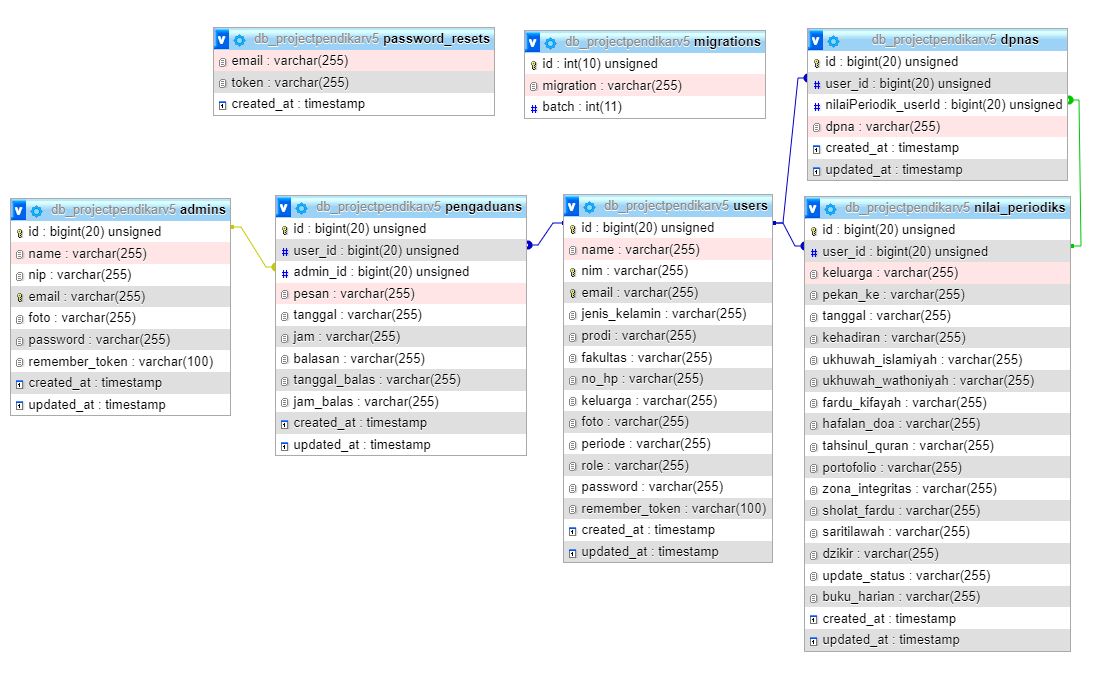 db_projectpendikarv5 password_resets
email : varchar(255)
token : varchar(255)
created_at : timestamp
db_projectpendikarv5 migrations
id : int(10) unsigned
migration : varchar(255)
batch : int(11)
db_projectpendikarv5 dpnas
id : bigint(20) unsigned
user_id : bigint(20) unsigned
nilaiPeriodik_userId : bigint(20) unsigned
dpna : varchar(255)
created_at : timestamp
updated_at : timestamp
db_projectpendikarv5 admins
id : bigint(20) unsigned
name : varchar(255)
nip : varchar(255)
email : varchar(255)
foto : varchar(255)
password : varchar(255)
remember_token : varchar(100)
created_at : timestamp
updated_at : timestamp
db_projectpendikarv5 pengaduans
id : bigint(20) unsigned
user_id : bigint(20) unsigned
admin_id : bigint(20) unsigned
pesan : varchar(255)
tanggal : varchar(255)
jam : varchar(255)
balasan : varchar(255)
tanggal_balas : varchar(255)
jam_balas : varchar(255)
created_at : timestamp
updated_at : timestamp
db_projectpendikarv5 users
id : bigint(20) unsigned
name : varchar(255)
nim : varchar(255)
email : varchar(255)
jenis_kelamin : varchar(255)
prodi : varchar(255)
fakultas : varchar(255)
no_hp : varchar(255)
keluarga : varchar(255)
foto : varchar(255)
periode : varchar(255)
role : varchar(255)
password : varchar(255)
remember_token : varchar(100)
created_at : timestamp
updated_at : timestamp
db_projectpendikarv5 nilai_periodiks
id : bigint(20) unsigned
user_id : bigint(20) unsigned
keluarga : varchar(255)
pekan_ke : varchar(255)
tanggal : varchar(255)
kehadiran : varchar(255)
ukhuwah_islamiyah : varchar(255)
ukhuwah_wathoniyah : varchar(255)
fardu_kifayah : varchar(255)
hafalan_doa : varchar(255)
tahsinul_quran : varchar(255)
portofolio : varchar(255)
zona_integritas : varchar(255)
sholat_fardu : varchar(255)
saritilawah : varchar(255)
dzikir : varchar(255)
update_status : varchar(255)
buku_harian : varchar(255)
created_at : timestamp
updated_at : timestamp